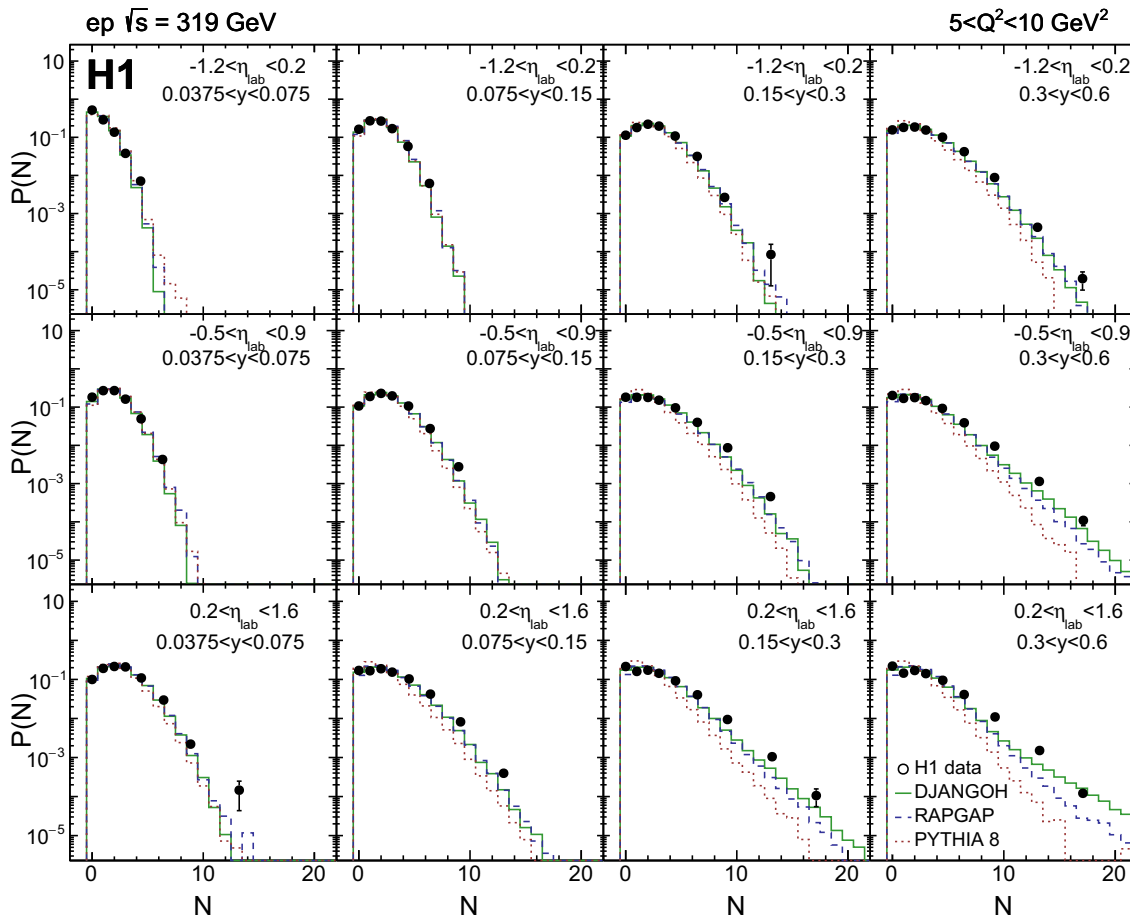 ep √s = 319 GeV
5<Q²<10 GeV²
H1
-1.2<η_lab<0.2
0.0375<y<0.075
-1.2<η_lab<0.2
0.075<y<0.15
-1.2<η_lab<0.2
0.15<y<0.3
-1.2<η_lab<0.2
0.3<y<0.6
P(N)
10
10⁻¹
10⁻³
10⁻⁵
-0.5<η_lab<0.9
0.0375<y<0.075
-0.5<η_lab<0.9
0.075<y<0.15
-0.5<η_lab<0.9
0.15<y<0.3
-0.5<η_lab<0.9
0.3<y<0.6
P(N)
10
10⁻¹
10⁻³
10⁻⁵
0.2<η_lab<1.6
0.0375<y<0.075
0.2<η_lab<1.6
0.075<y<0.15
0.2<η_lab<1.6
0.15<y<0.3
0.2<η_lab<1.6
0.3<y<0.6
P(N)
10
10⁻¹
10⁻³
10⁻⁵
H1 data
DJANGOH
RAPGAP
PYTHIA 8
0 10 20 0 10 20 0 10 20 0 10 20
N N N N